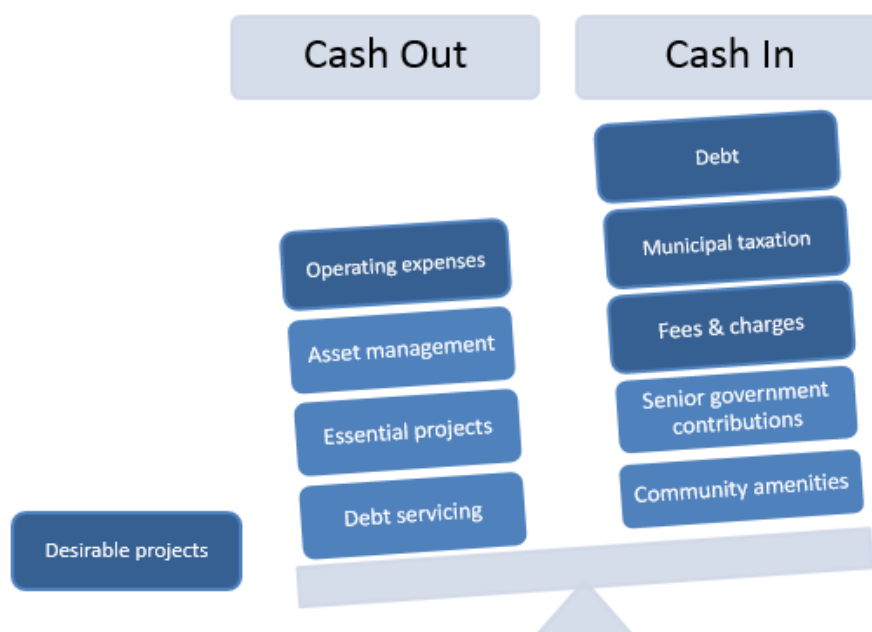 Cash Out
Cash In
Debt
Municipal taxation
Operating expenses
Fees & charges
Asset management
Senior government
contributions
Essential projects
Community amenities
Debt servicing
Desirable projects